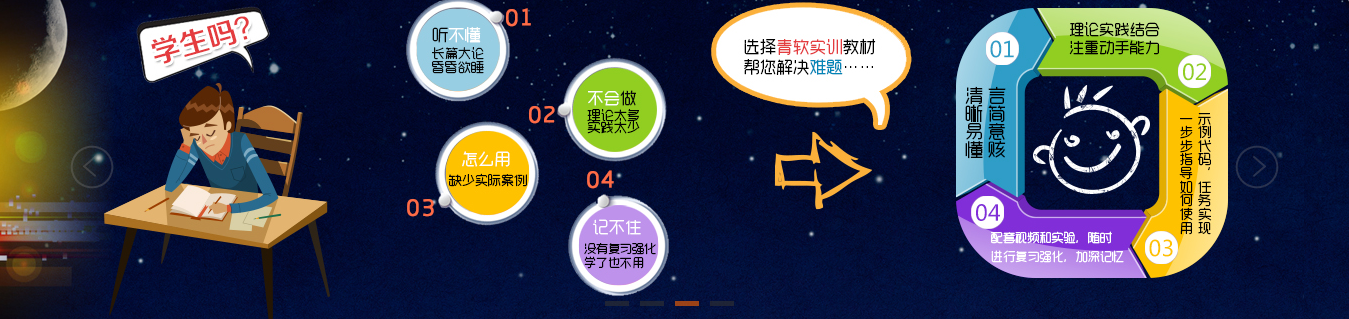 学生吗？
01
听不懂
长篇大论
昏昏欲睡
02
不会做
理论太多
实践太少
怎么用
缺少实际案例
03
04
记不住
没有复习强化
学了也不用
选择青软实训教材
帮您解决难题……
01
言简意赅
清晰易懂
理论实践结合
注重动手能力
02
示例代码，任务实现
一步步指导如何使用
03
04
配套视频和实验，随时
进行复习强化，加深记忆